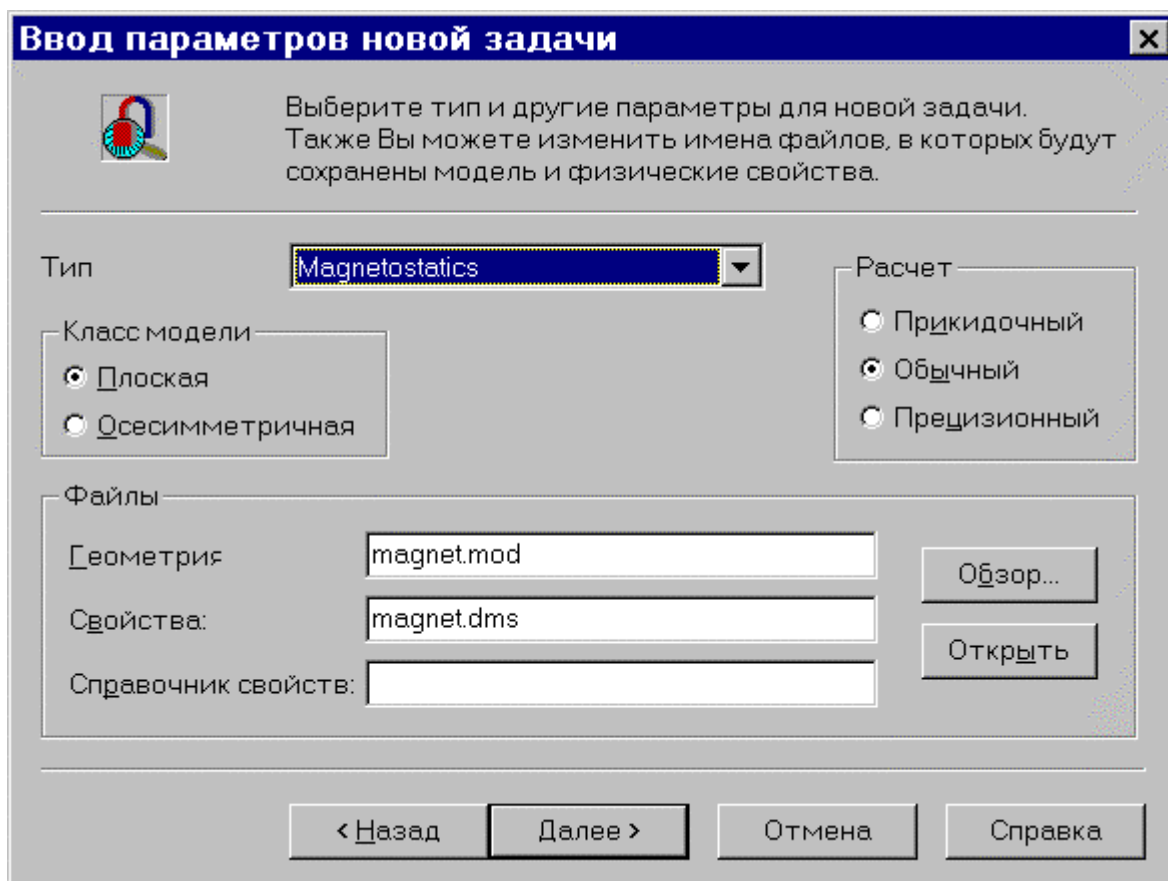 Ввод параметров новой задачи
Выберите тип и другие параметры для новой задачи.
Также Вы можете изменить имена файлов, в которых будут
сохранены модель и физические свойства.
Тип
Magnetostatics
Расчет
Прикидочный
Обычный
Прецизионный
Класс модели
Плоская
Осесимметричная
Файлы
Геометрия
magnet.mod
Свойства:
magnet.dms
Справочник свойств:
Обзор...
Открыть
< Назад
Далее >
Отмена
Справка